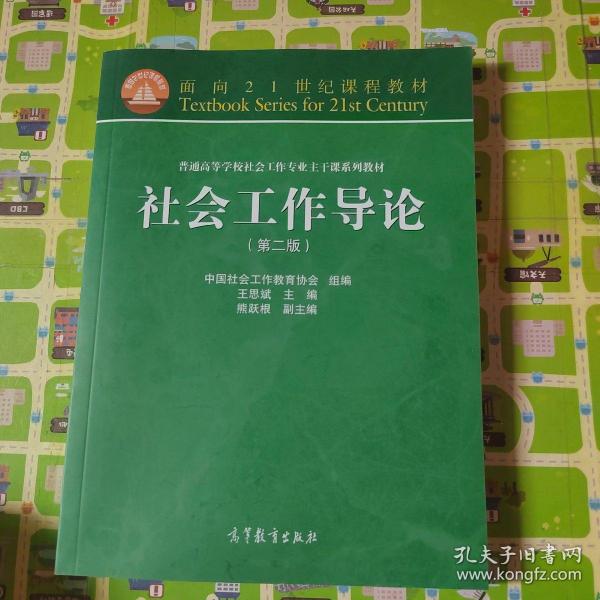 面向21世纪课程教材
Textbook Series for 21st Century
普通高等学校社会工作专业主干课系列教材
社会工作导论
（第二版）
中国社会工作教育协会 组编
王思斌 主 编
熊跃根 副主编
高等教育出版社
CBD
天文馆
孔夫子旧书网
www.kongfz.com